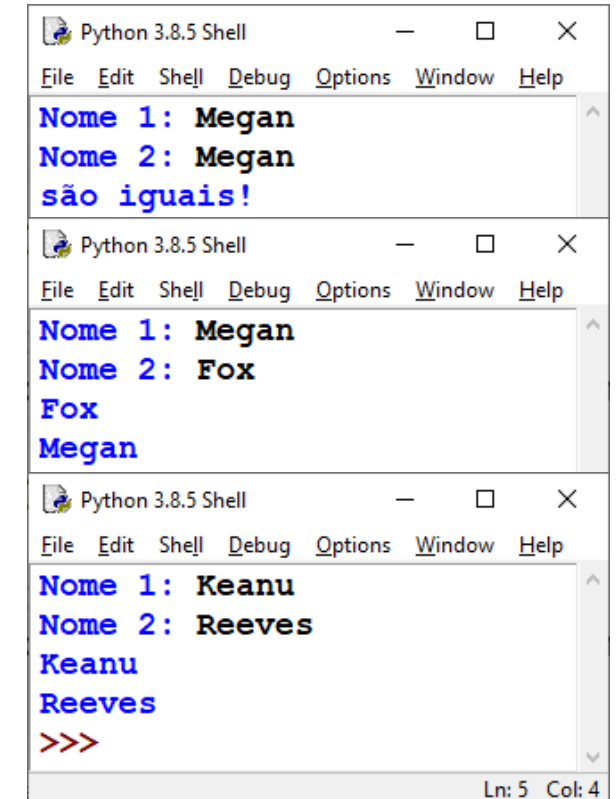 Python 3.8.5 Shell
File Edit Shell Debug Options Window Help
Nome 1: Megan
Nome 2: Megan
são iguais!
Python 3.8.5 Shell
File Edit Shell Debug Options Window Help
Nome 1: Megan
Nome 2: Fox
Fox
Megan
Python 3.8.5 Shell
File Edit Shell Debug Options Window Help
Nome 1: Keanu
Nome 2: Reeves
Keanu
Reeves
>>>
Ln: 5 Col: 4